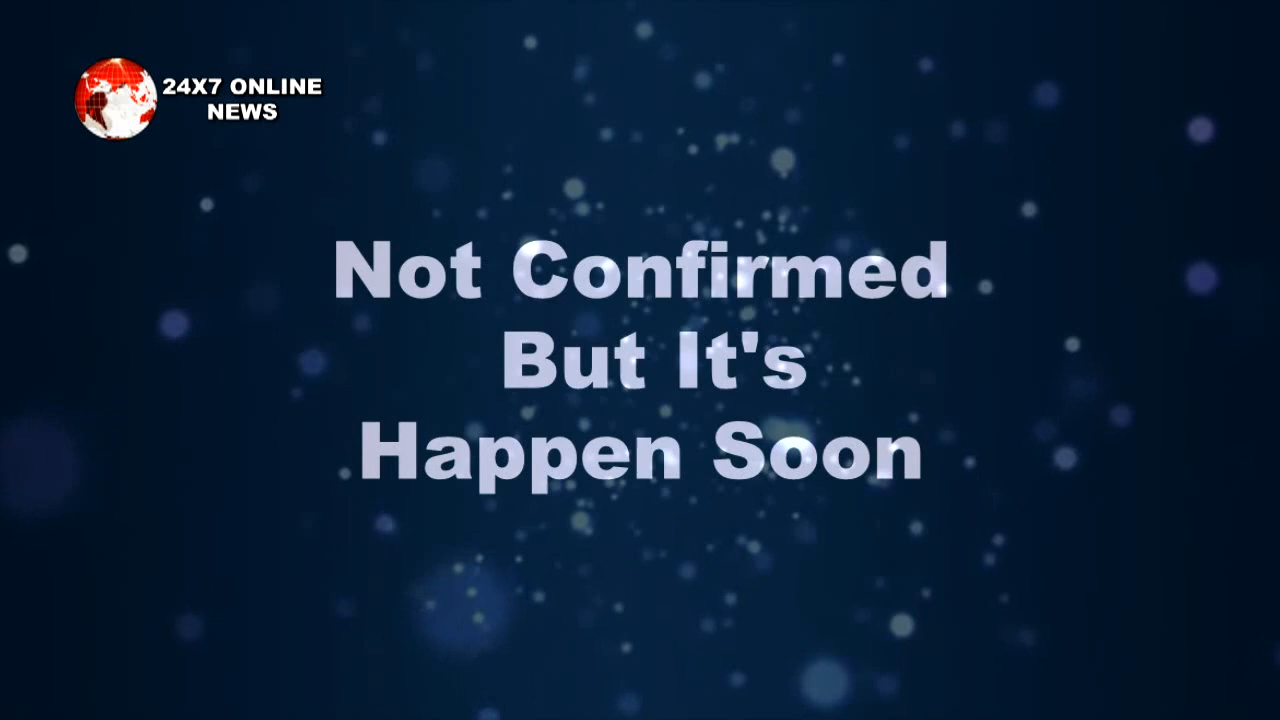 24X7 ONLINE
NEWS
Not Confirmed
But It's
Happen Soon